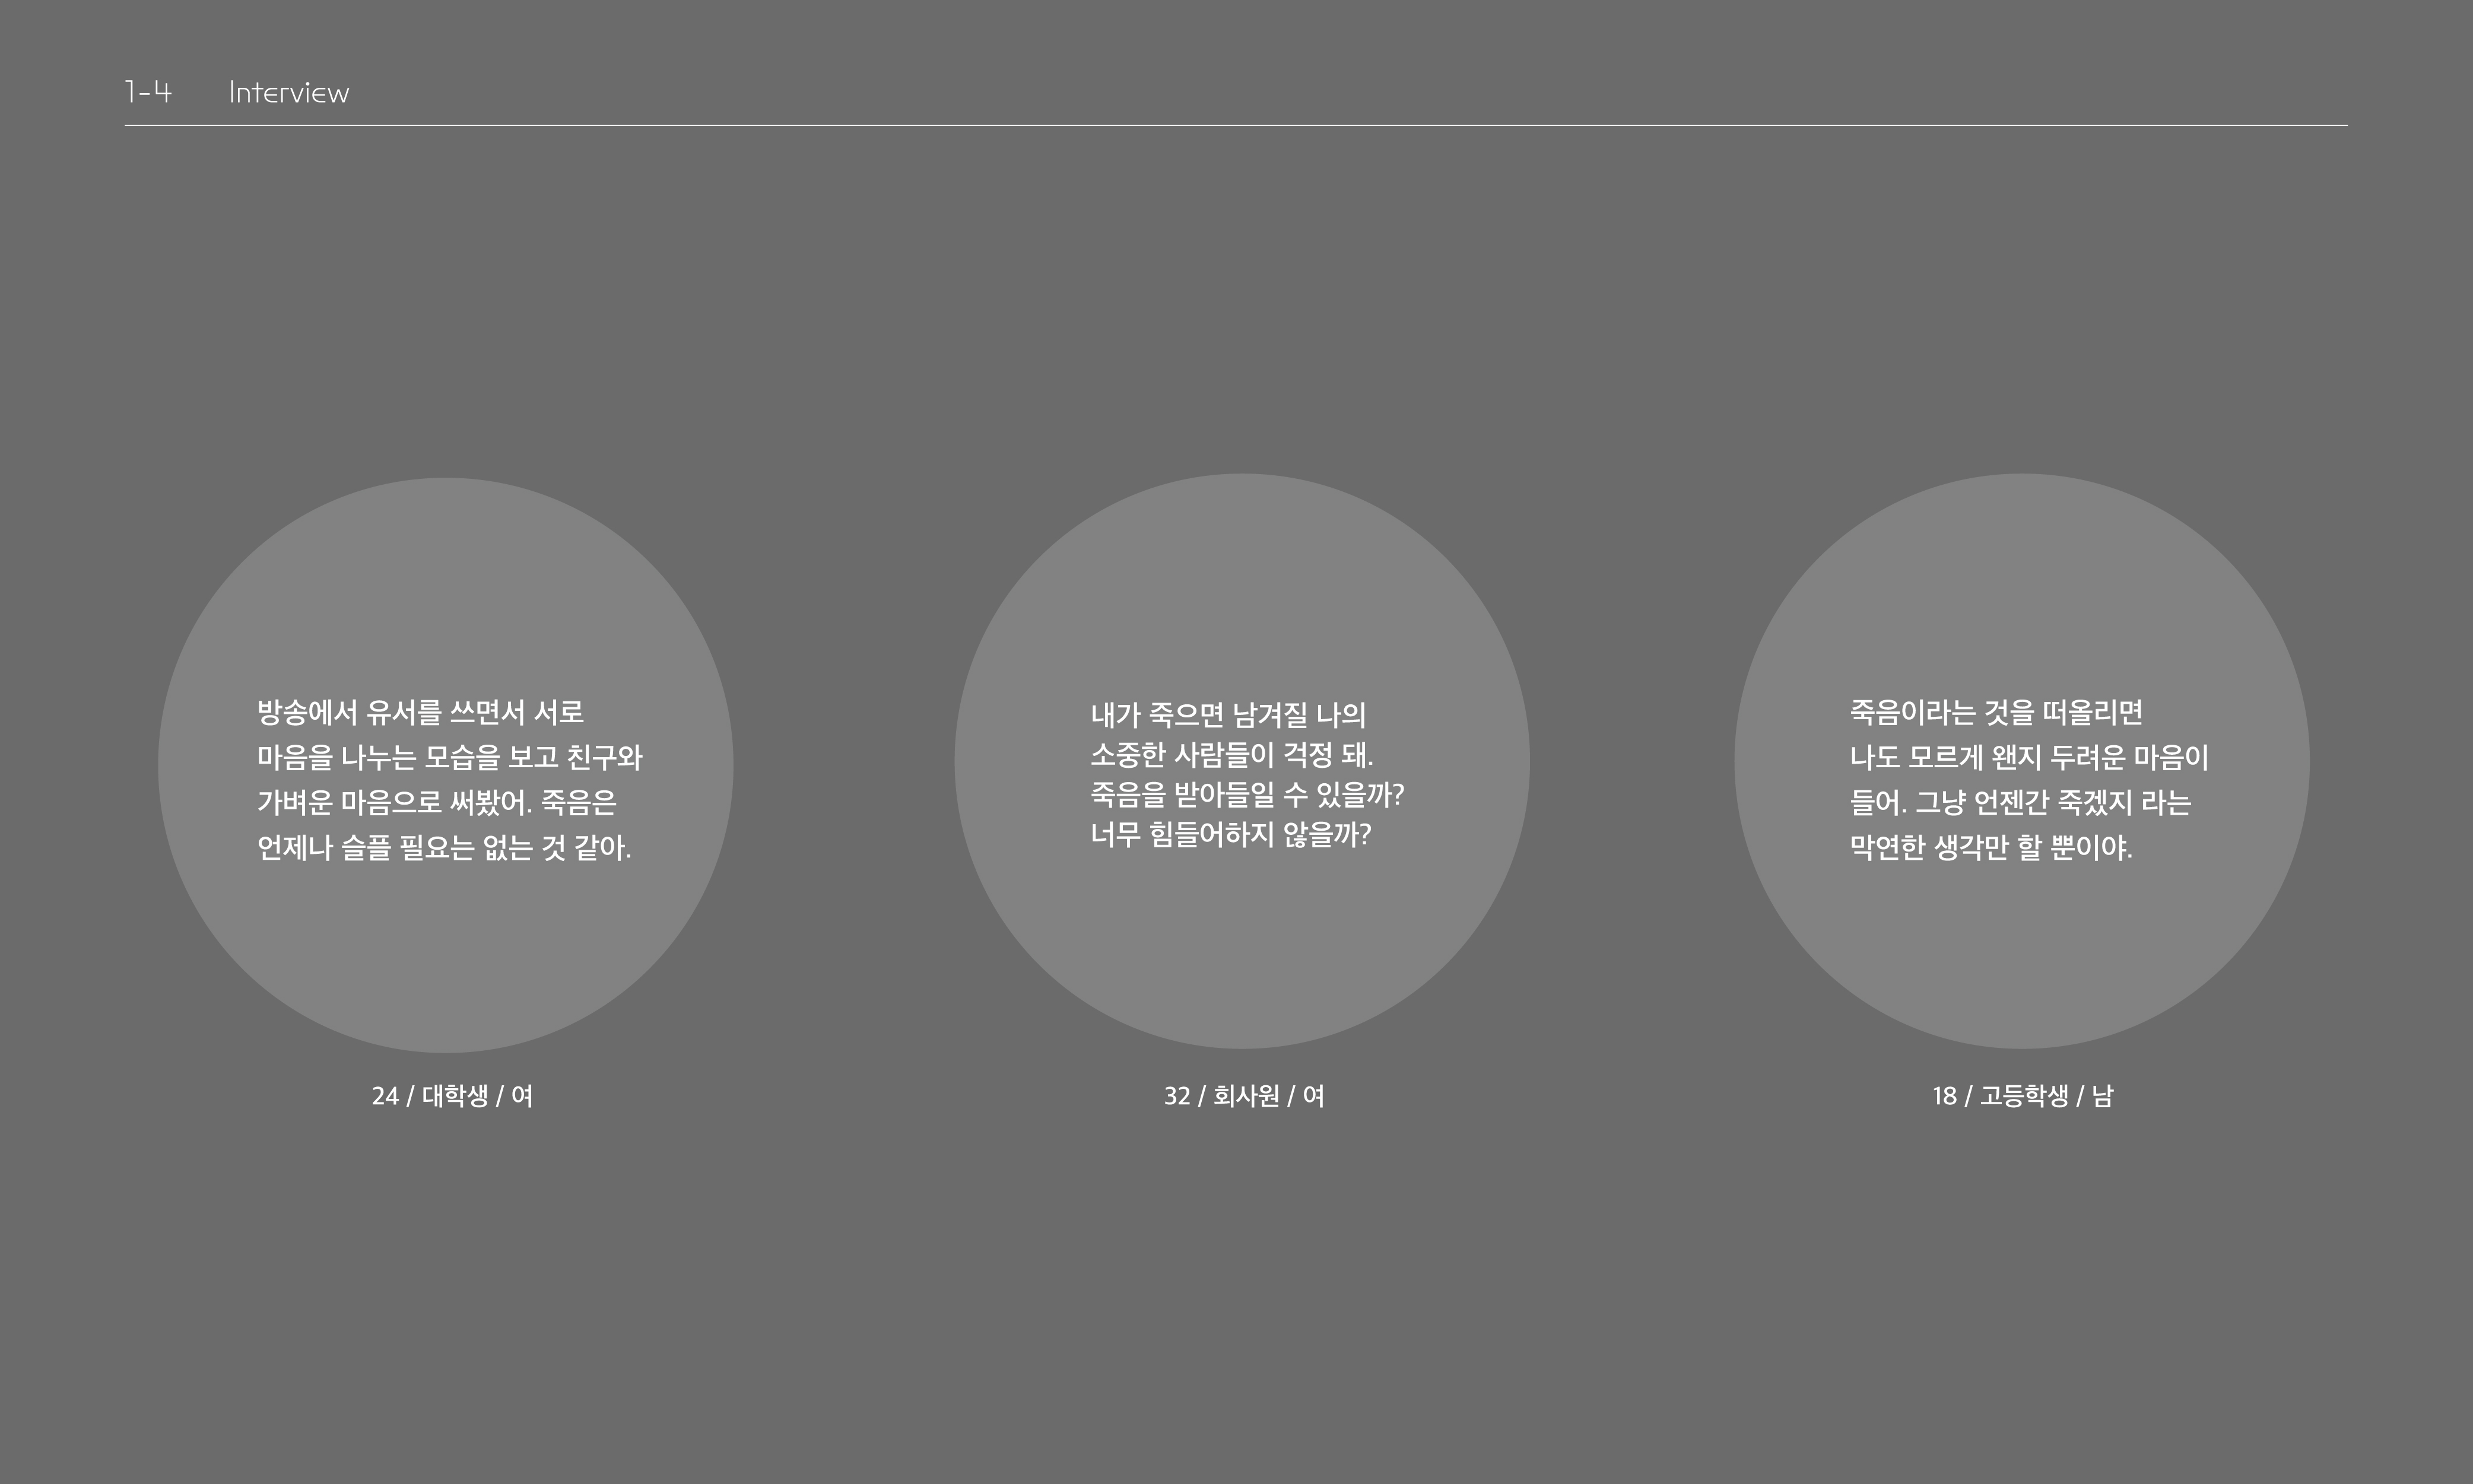 1-4 Interview
방송에서 유서를 쓰면서 서로
마음을 나누는 모습을보고친구와
가벼운 마음으로 써봤어. 죽음은
언제나 슬플 필요는 없는 것 같아.
24 / 대학생 / 여
내가 죽으면 남겨질 나의
소중한 사람들이 걱정돼.
죽음을 받아들일 수 있을까?
너무 힘들어하지 않을까?
32 / 회사원 / 여
죽음이라는 것을 떠올리면
나도 모르게 왠지 두려운 마음이
들어. 그냥 언젠간 죽겠지 라는
막연한 생각만 할 뿐이야.
18 / 고등학생 / 남